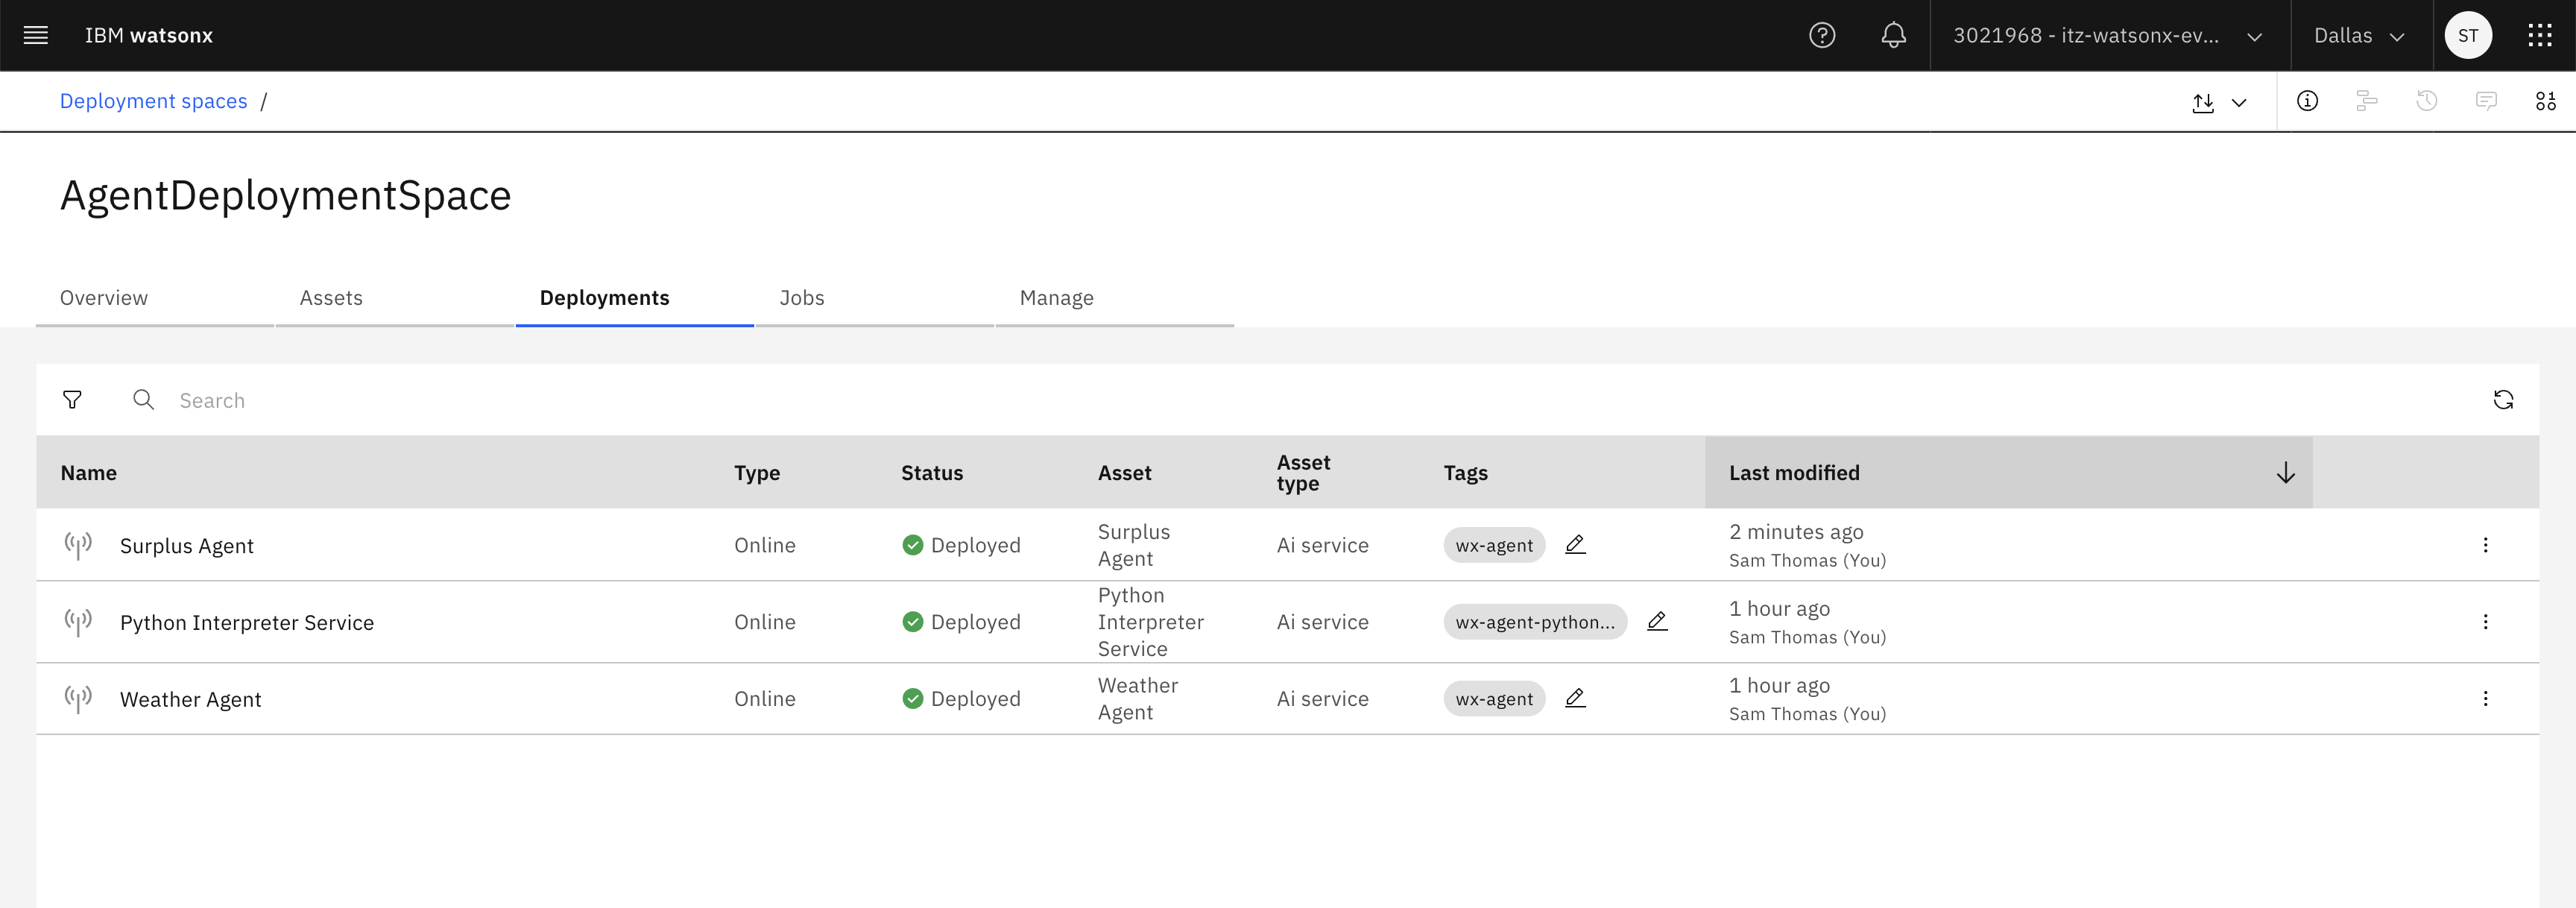 IBM watsonx
3021968 - itz-watsonx-ev...
Dallas
ST
Deployment spaces /
AgentDeploymentSpace
Overview
Assets
Deployments
Jobs
Manage
Search
Name
Type
Status
Asset
Asset
type
Tags
Last modified
Surplus Agent
Online
Deployed
Surplus
Agent
Ai service
wx-agent
2 minutes ago
Sam Thomas (You)
Python Interpreter Service
Online
Deployed
Python
Interpreter
Service
Ai service
wx-agent-python...
1 hour ago
Sam Thomas (You)
Weather Agent
Online
Deployed
Weather
Agent
Ai service
wx-agent
1 hour ago
Sam Thomas (You)